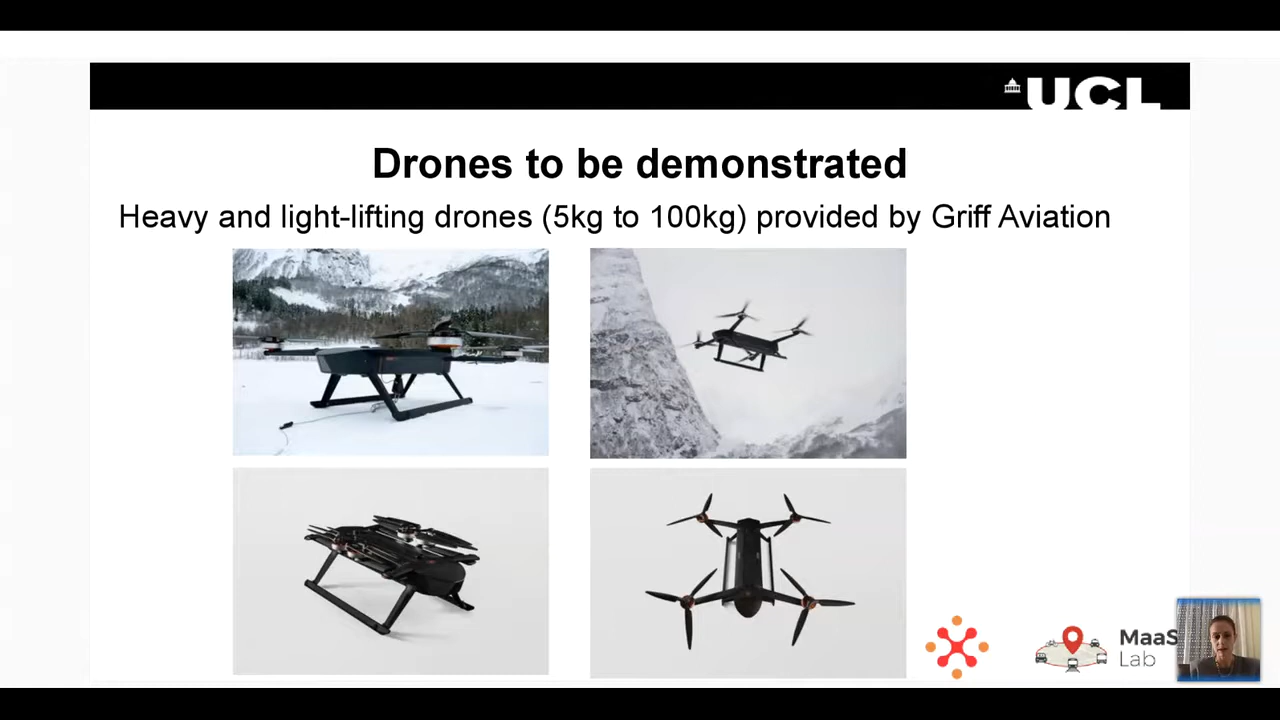 UCL
Drones to be demonstrated
Heavy and light-lifting drones (5kg to 100kg) provided by Griff Aviation
MaaS
Lab